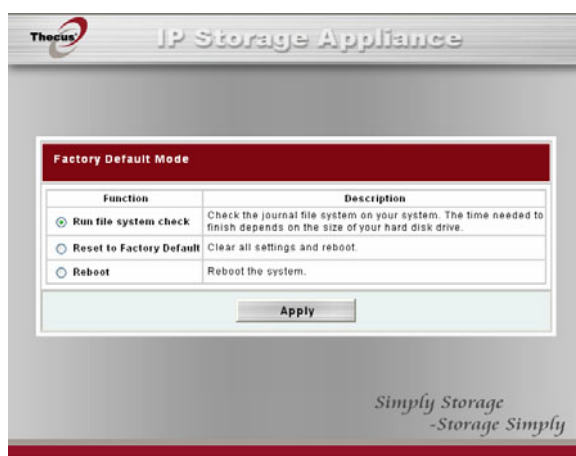 Thecus
IP Storage Appliance
Factory Default Mode
Function Description
Run file system check Check the journal file system on your system. The time needed to
finish depends on the size of your hard disk drive.
Reset to Factory Default Clear all settings and reboot.
Reboot Reboot the system.
Apply
Simply Storage
-Storage Simply